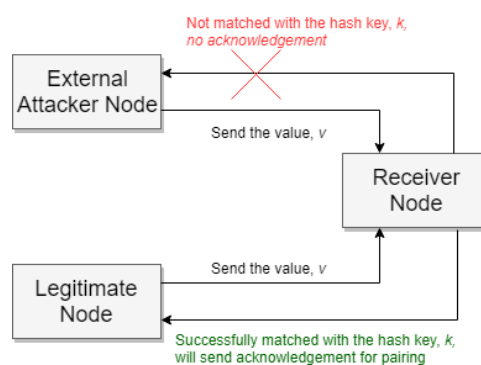 Not matched with the hash key, k,
no acknowledgement
External
Attacker Node
Send the value, v
Receiver
Node
Send the value, v
Legitimate
Node
Successfully matched with the hash key, k,
will send acknowledgement for pairing